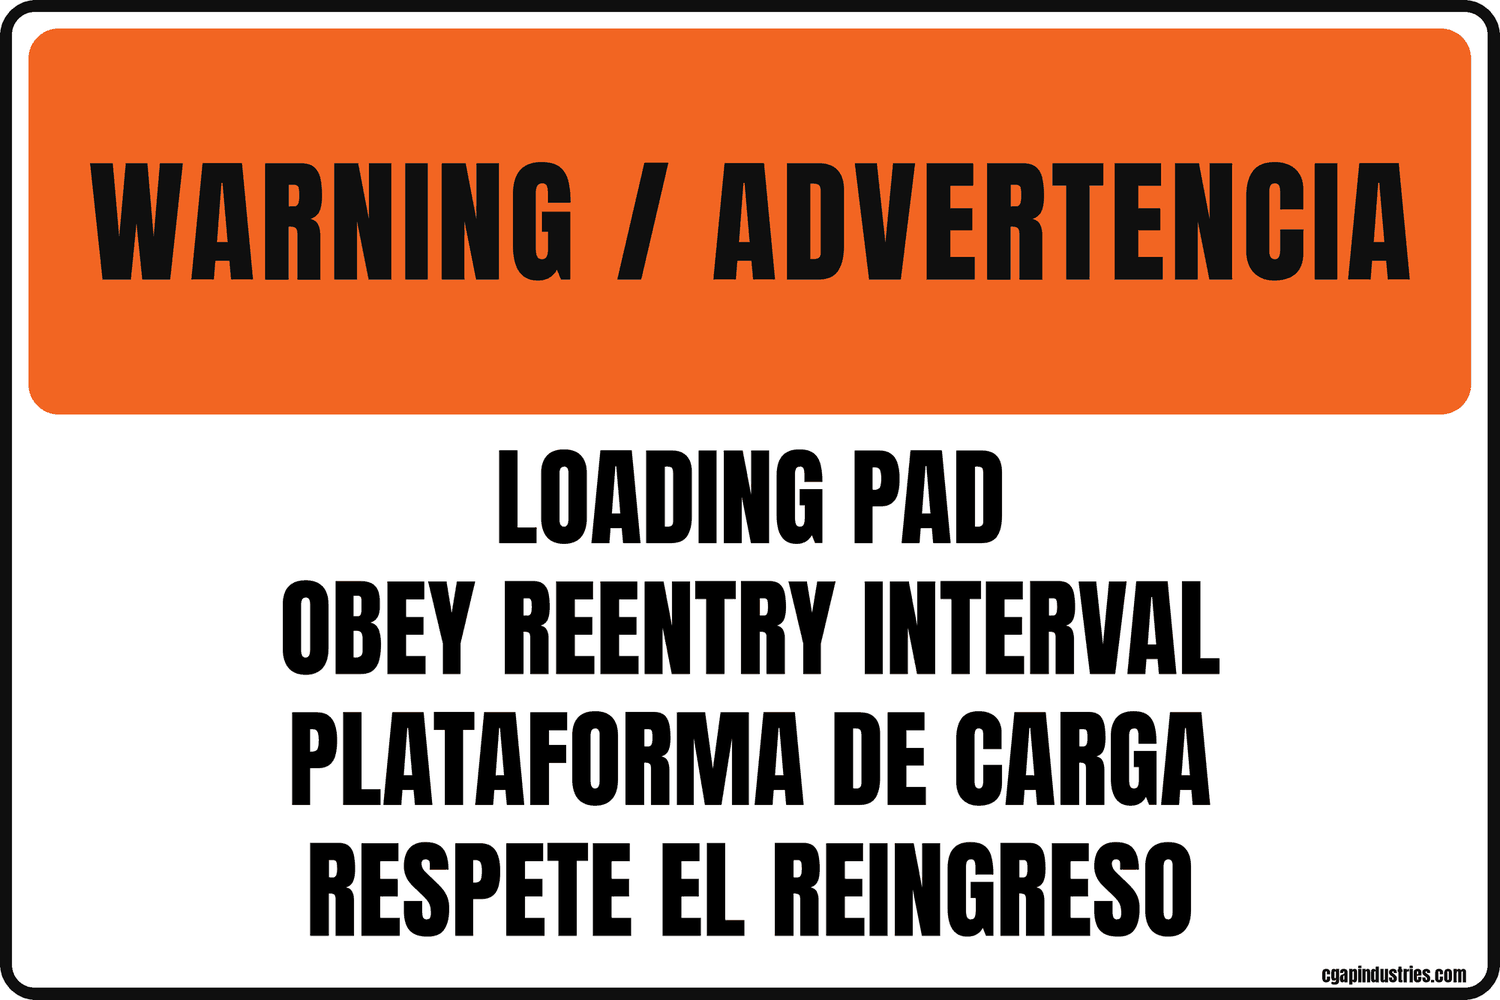 WARNING / ADVERTENCIA
LOADING PAD
OBEY REENTRY INTERVAL
PLATAFORMA DE CARGA
RESPETE EL REINGRESO
cgapindustries.com